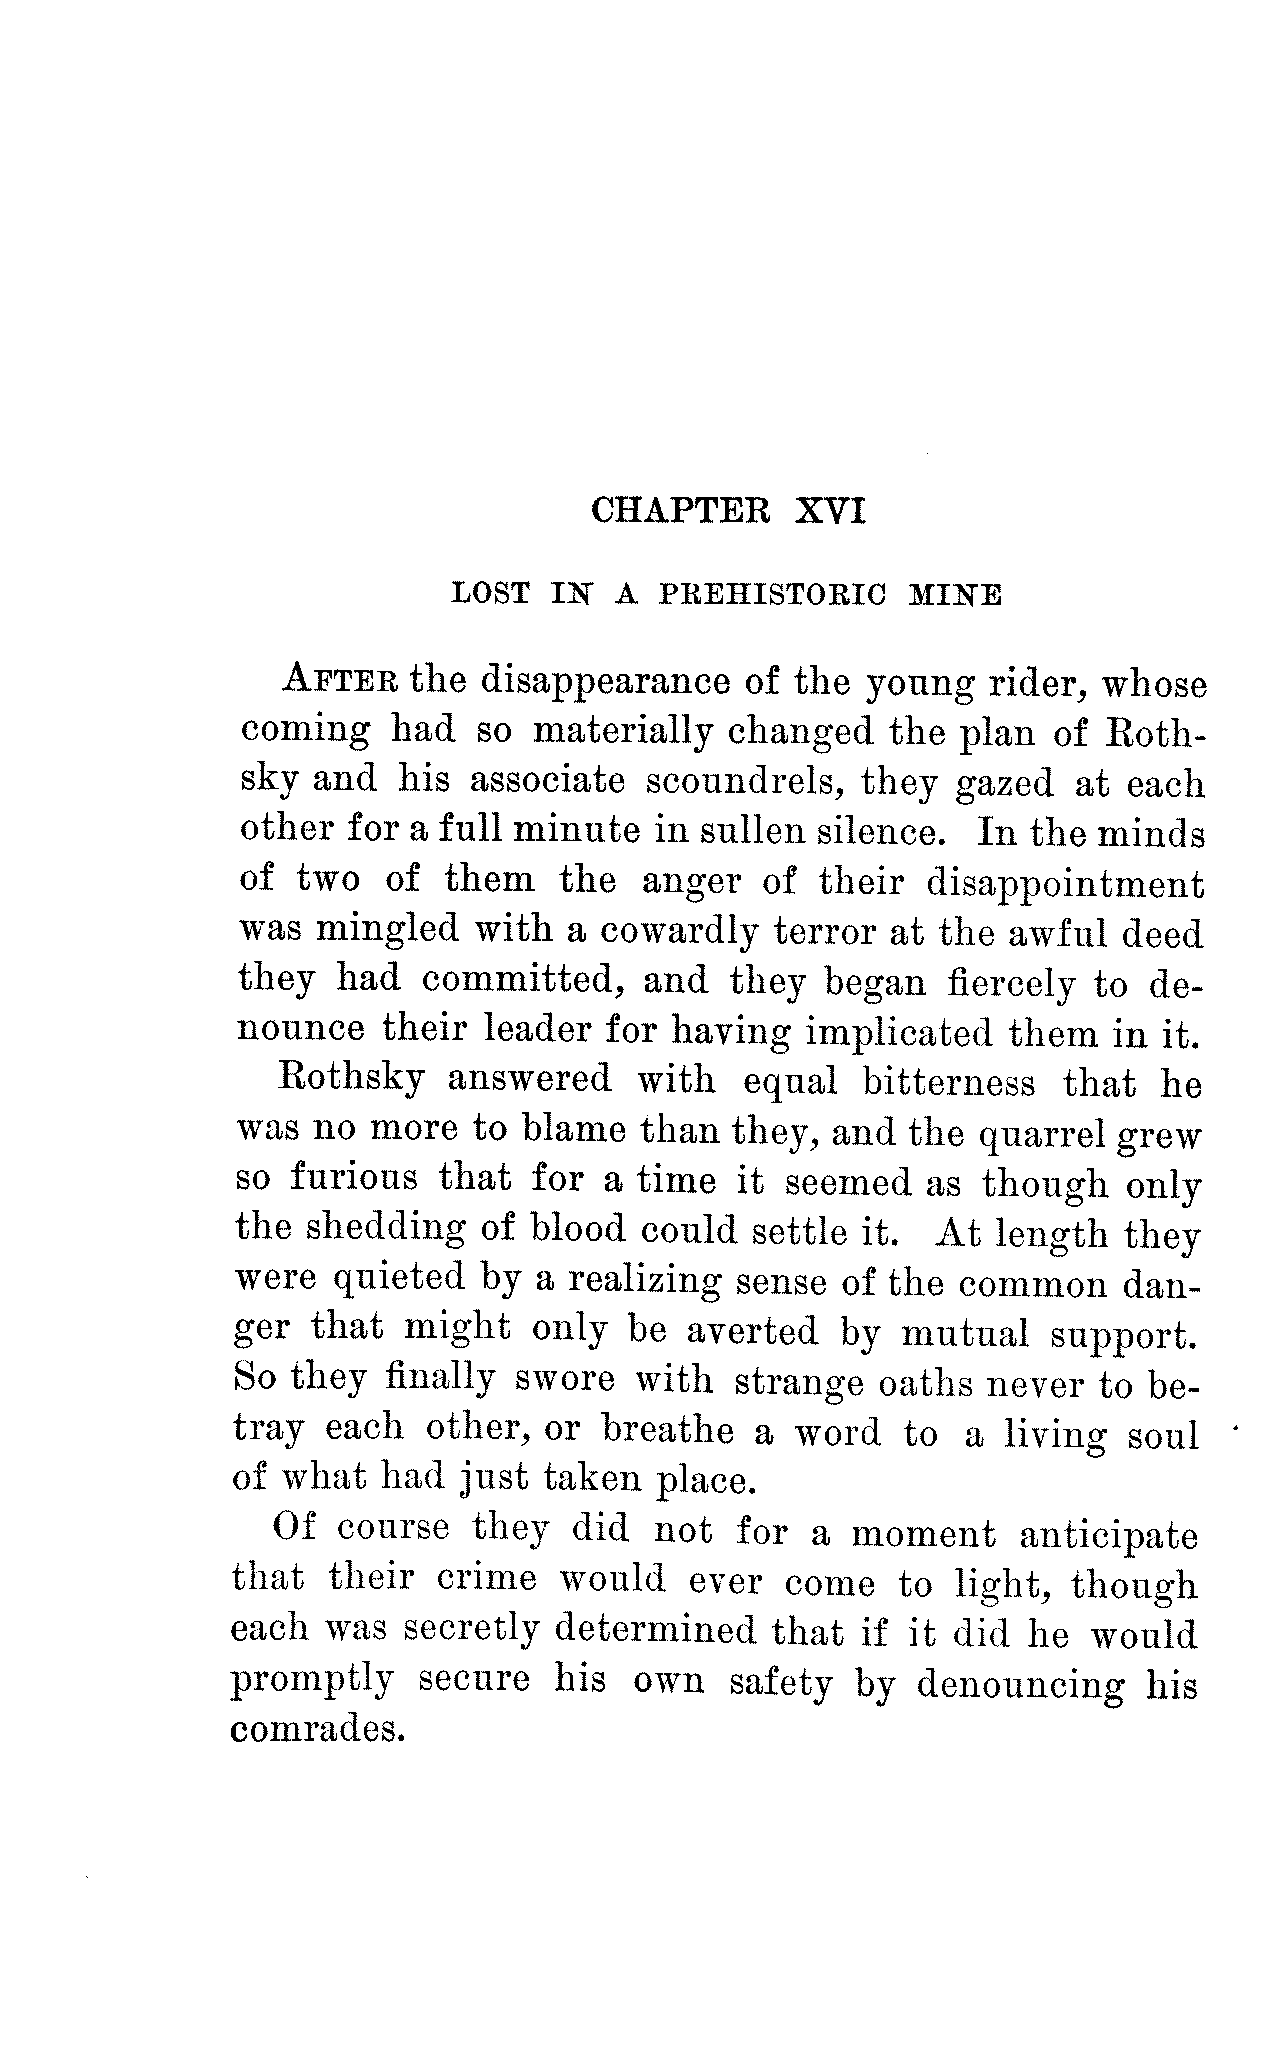 CHAPTER XVI
LOST IN A PREHISTORIC MINE
AFTER the disappearance of the young rider, whose
coming had so materially changed the plan of Roth-
sky and his associate scoundrels, they gazed at each
other for a full minute in sullen silence. In the minds
of two of them the anger of their disappointment
was mingled with a cowardly terror at the awful deed
they had committed, and they began fiercely to de-
nounce their leader for having implicated them in it.
Rothsky answered with equal bitterness that he
was no more to blame than they, and the quarrel grew
so furious that for a time it seemed as though only
the shedding of blood could settle it. At length they
were quieted by a realizing sense of the common dan-
ger that might only be averted by mutual support.
So they finally swore with strange oaths never to be-
tray each other, or breathe a word to a living soul
of what had just taken place.
Of course they did not for a moment anticipate
that their crime would ever come to light, though
each was secretly determined that if it did he would
promptly secure his own safety by denouncing his
comrades.